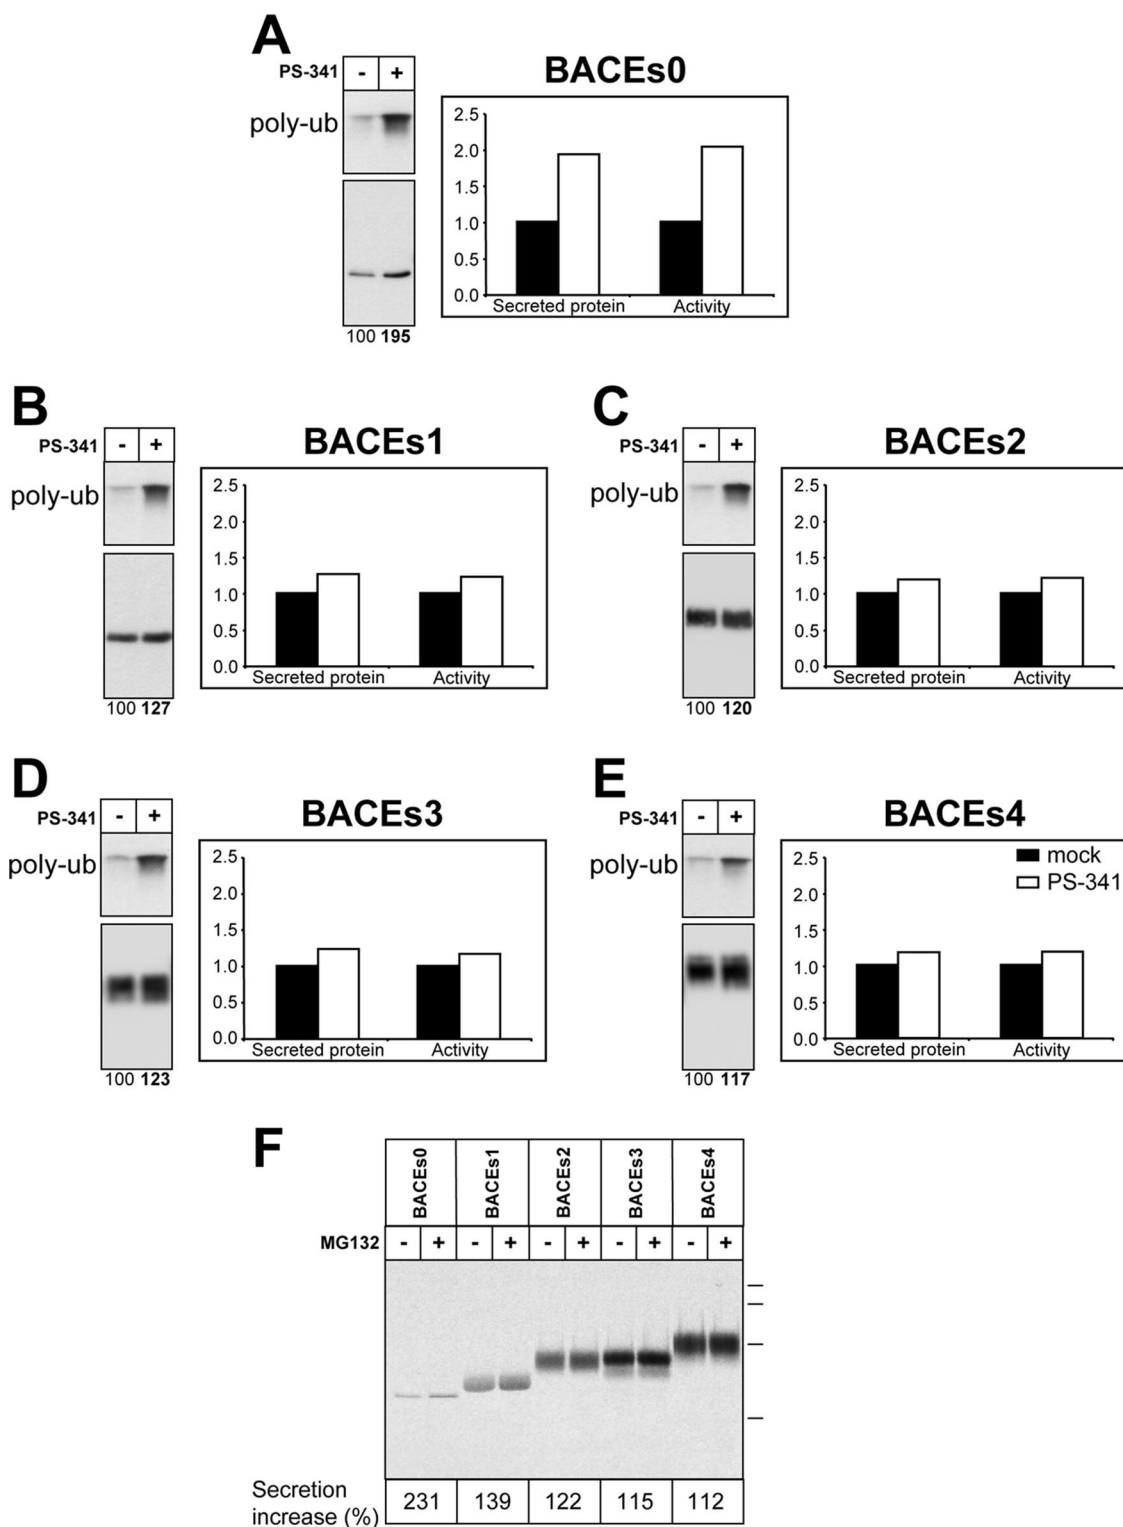 A
PS-341 - +
BACEs0
poly-ub
2.5
2.0
1.5
1.0
0.5
0.0
Secreted protein Activity
100 195
B
PS-341 - +
BACEs1
poly-ub
2.5
2.0
1.5
1.0
0.5
0.0
Secreted protein Activity
100 127
C
PS-341 - +
BACEs2
poly-ub
2.5
2.0
1.5
1.0
0.5
0.0
Secreted protein Activity
100 120
D
PS-341 - +
BACEs3
poly-ub
2.5
2.0
1.5
1.0
0.5
0.0
Secreted protein Activity
100 123
E
PS-341 - +
BACEs4
poly-ub
mock
PS-341
2.5
2.0
1.5
1.0
0.5
0.0
Secreted protein Activity
100 117
F
BACEs0 BACEs1 BACEs2 BACEs3 BACEs4
MG132 - + - + - + - + - +
Secretion
increase (%) 231 139 122 115 112